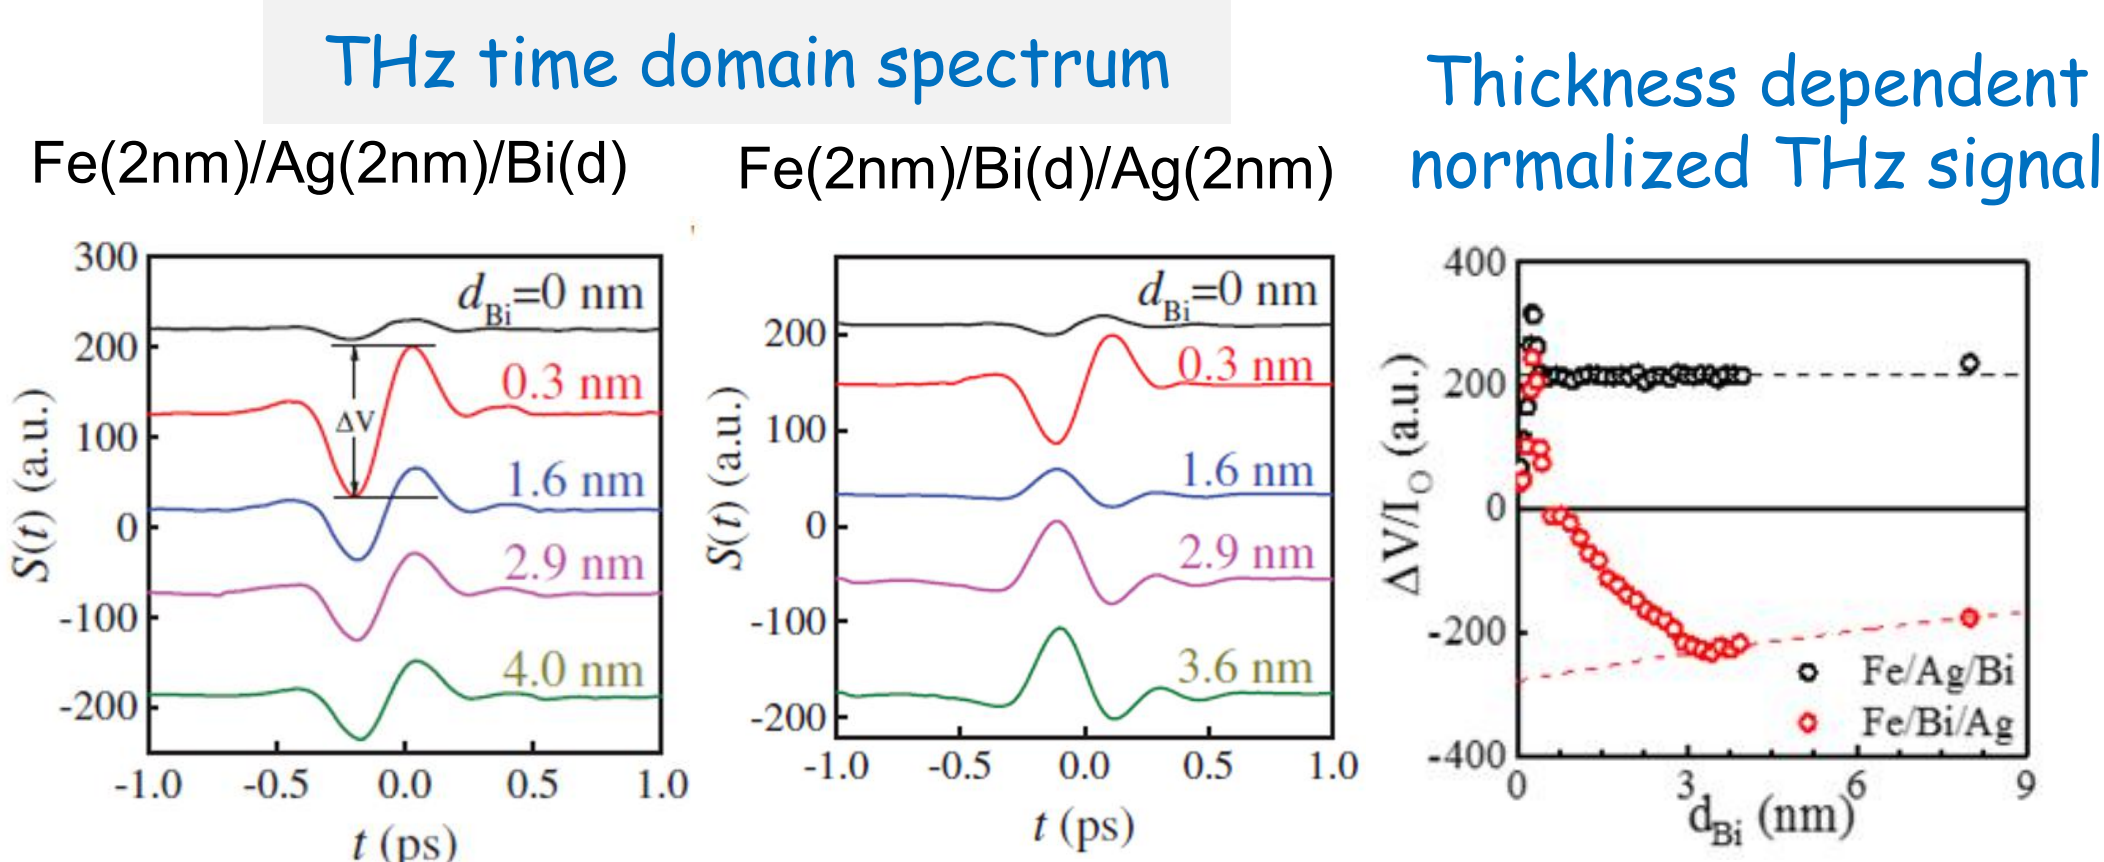 THz time domain spectrum
Thickness dependent
normalized THz signal
Fe(2nm)/Ag(2nm)/Bi(d)
Fe(2nm)/Bi(d)/Ag(2nm)
300
200
100
0
-100
-200
S(t) (a.u.)
dBi=0 nm
0.3 nm
ΔV
1.6 nm
2.9 nm
4.0 nm
-1.0 -0.5 0.0 0.5 1.0
t (ps)
200
100
0
-100
-200
S(t) (a.u.)
dBi=0 nm
0.3 nm
1.6 nm
2.9 nm
3.6 nm
-1.0 -0.5 0.0 0.5 1.0
t (ps)
400
200
0
-200
-400
ΔV/IO (a.u.)
Fe/Ag/Bi
Fe/Bi/Ag
0 3 6 9
dBi (nm)